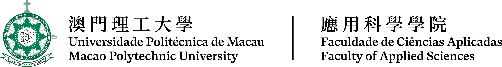 澳門理工大學
Universidade Politécnica de Macau
Macao Polytechnic University
應用科學學院
Faculdade de Ciências Aplicadas
Faculty of Applied Sciences